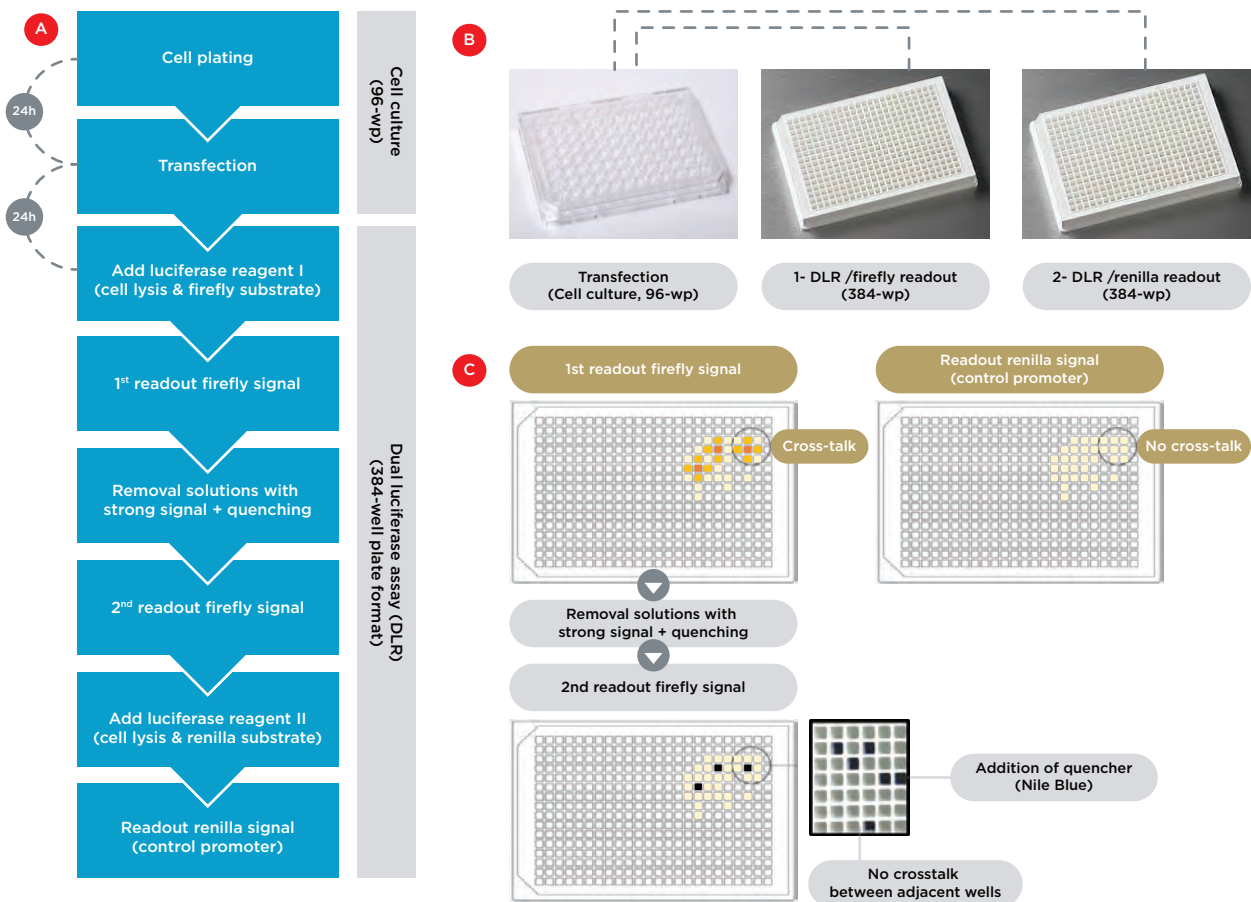 A
Cell plating
24h
Transfection
24h
Add luciferase reagent I
(cell lysis & firefly substrate)
1st readout firefly signal
Removal solutions with
strong signal + quenching
2nd readout firefly signal
Add luciferase reagent II
(cell lysis & renilla substrate)
Readout renilla signal
(control promoter)
Cell culture
(96-wp)
Dual luciferase assay (DLR)
(384-well plate format)
B
Transfection
(Cell culture, 96-wp)
1- DLR /firefly readout
(384-wp)
2- DLR /renilla readout
(384-wp)
C
1st readout firefly signal
Readout renilla signal
(control promoter)
Cross-talk
No cross-talk
Removal solutions with
strong signal + quenching
2nd readout firefly signal
Addition of quencher
(Nile Blue)
No crosstalk
between adjacent wells